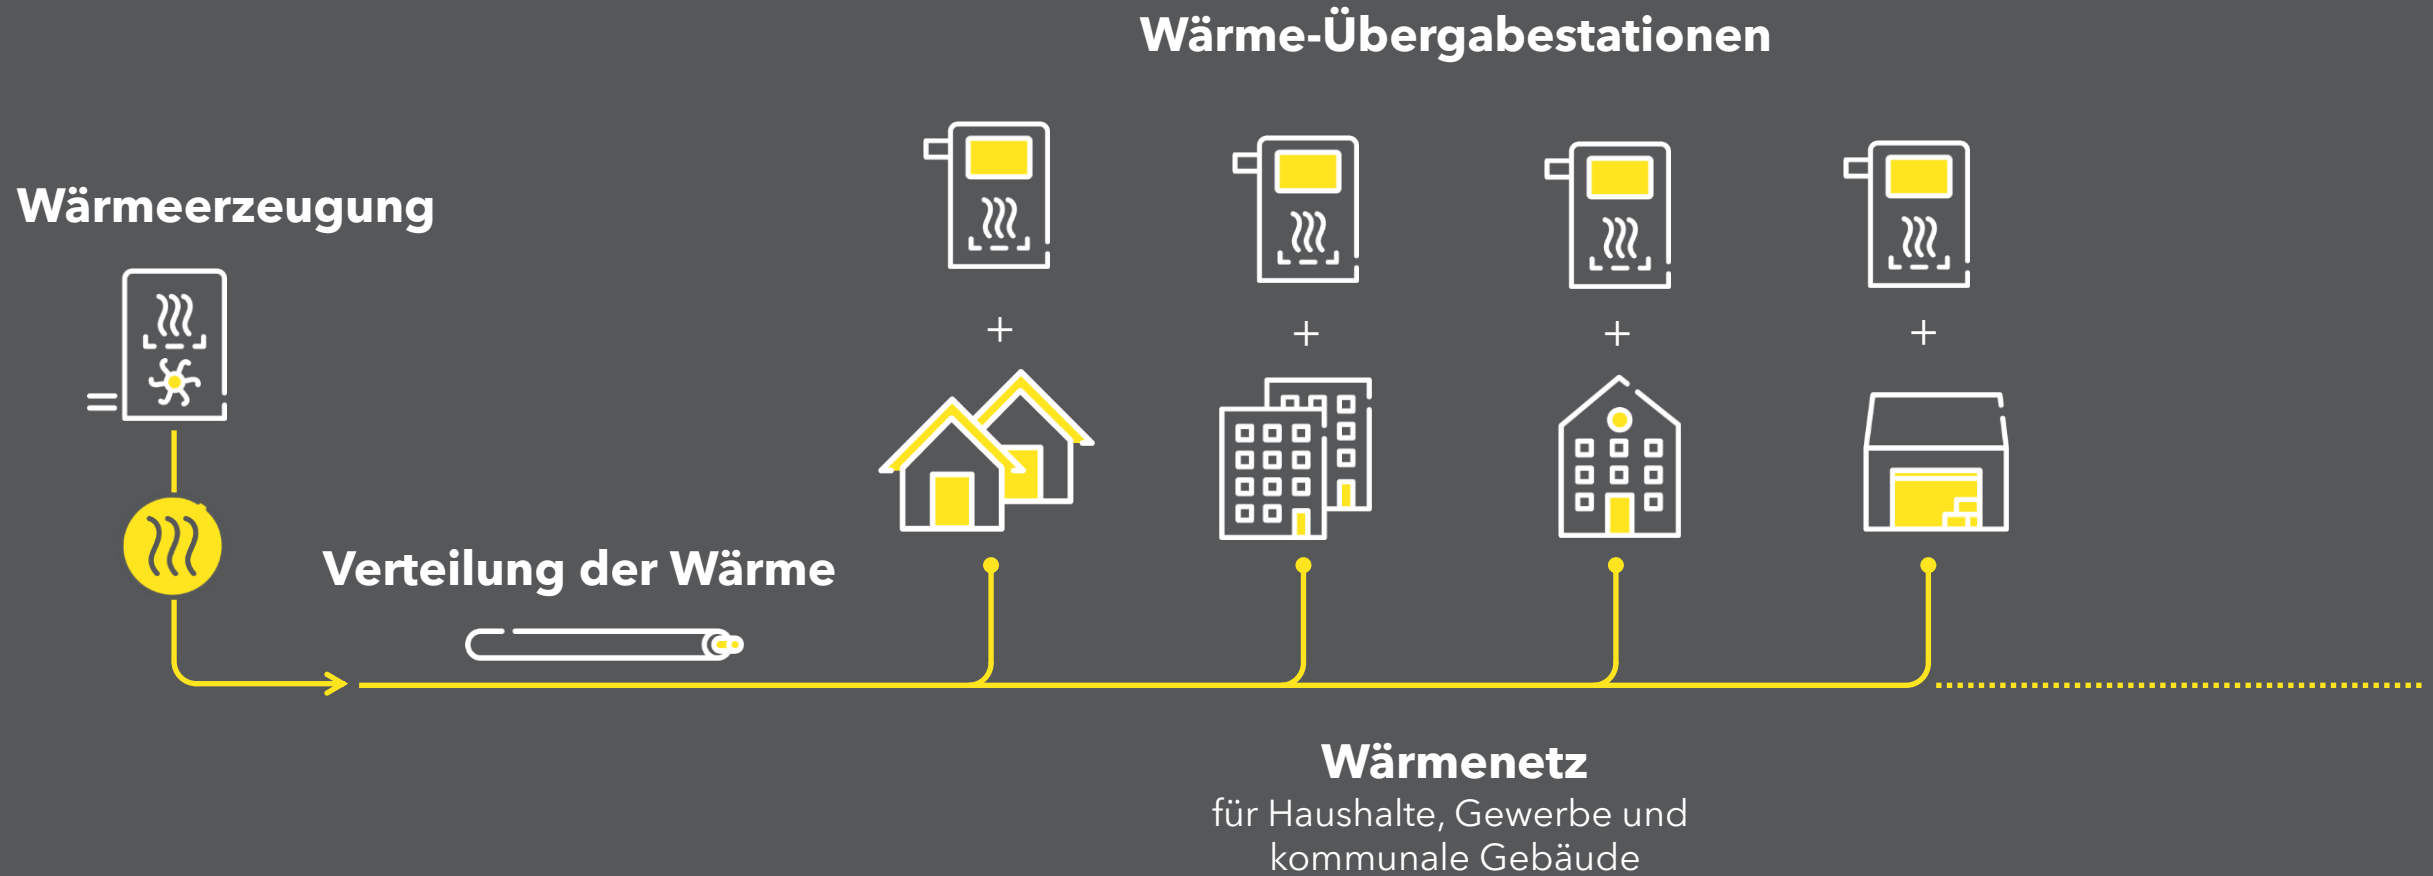 Wärme-Übergabestationen
Wärmeerzeugung
Verteilung der Wärme
Wärmenetz
für Haushalte, Gewerbe und
kommunale Gebäude